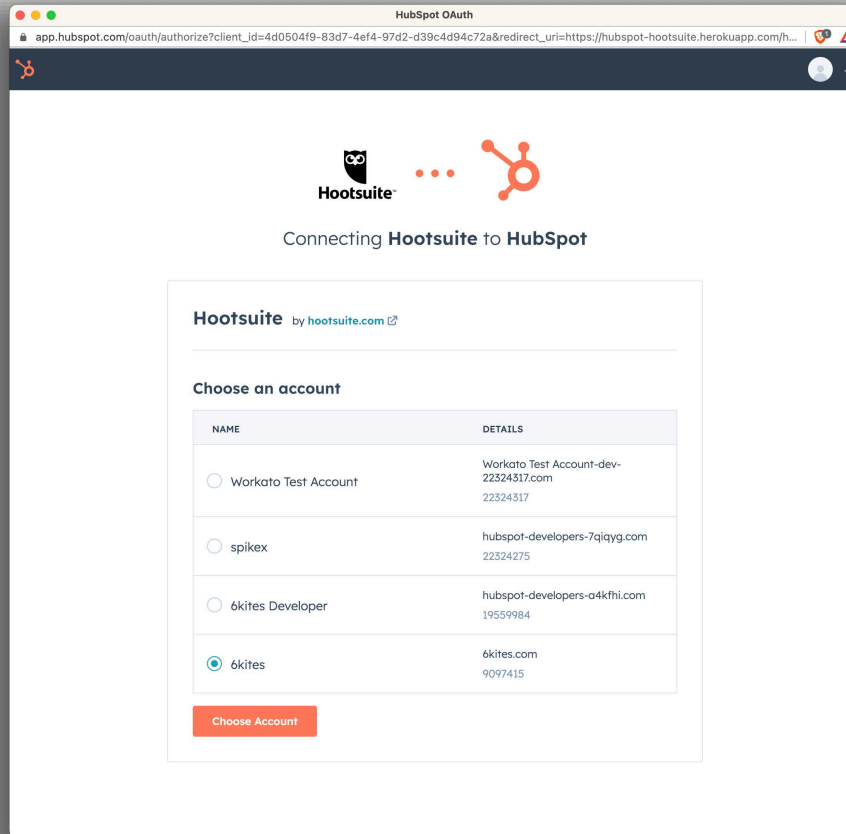 HubSpot OAuth
app.hubspot.com/oauth/authorize?client_id=4d0504f9-83d7-4ef4-97d2-d39c4d94c72a&redirect_uri=https://hubspot-hootsuite.herokuapp.com/h...
1
Hootsuite™
Connecting Hootsuite to HubSpot
Hootsuite by hootsuite.com
Choose an account
NAME DETAILS
Workato Test Account-dev-
Workato Test Account 22324317.com
22324317
hubspot-developers-7qiqyg.com
spikex
22324275
hubspot-developers-a4kfhi.com
6kites Developer
19559984
6kites.com
6kites
9097415
Choose Account